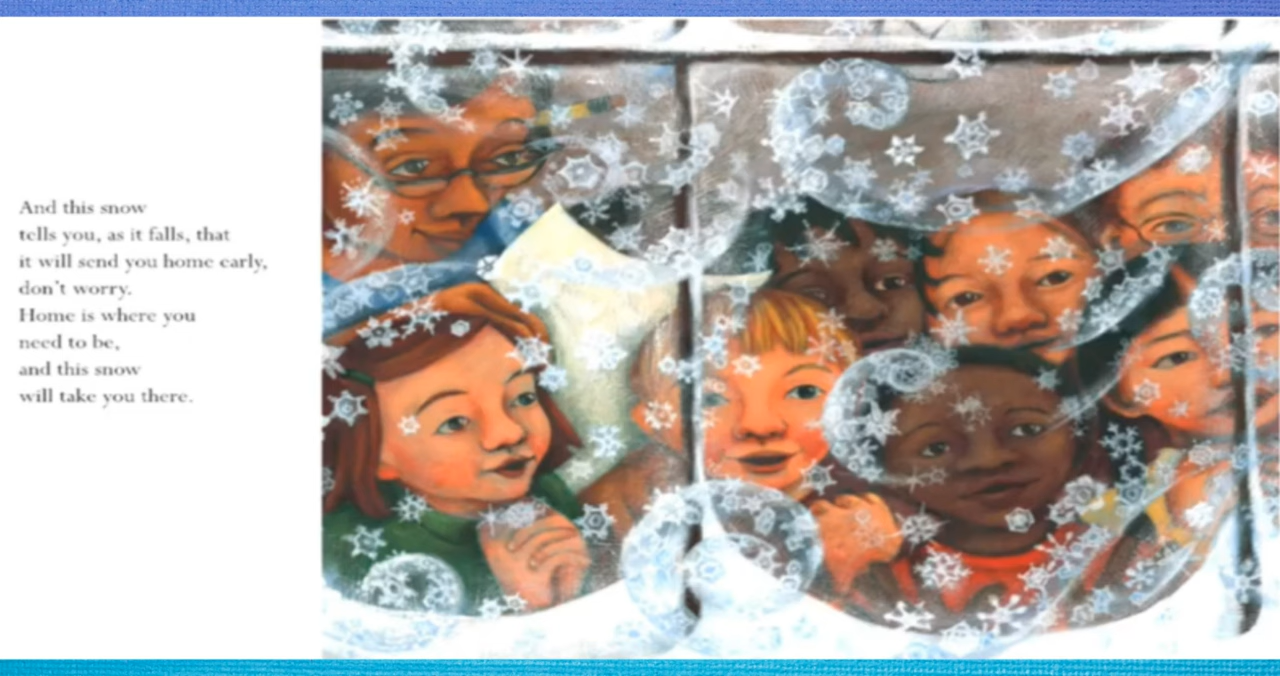 And this snow
tells you, as it falls, that
it will send you home early,
don't worry.
Home is where you
need to be,
and this snow
will take you there.